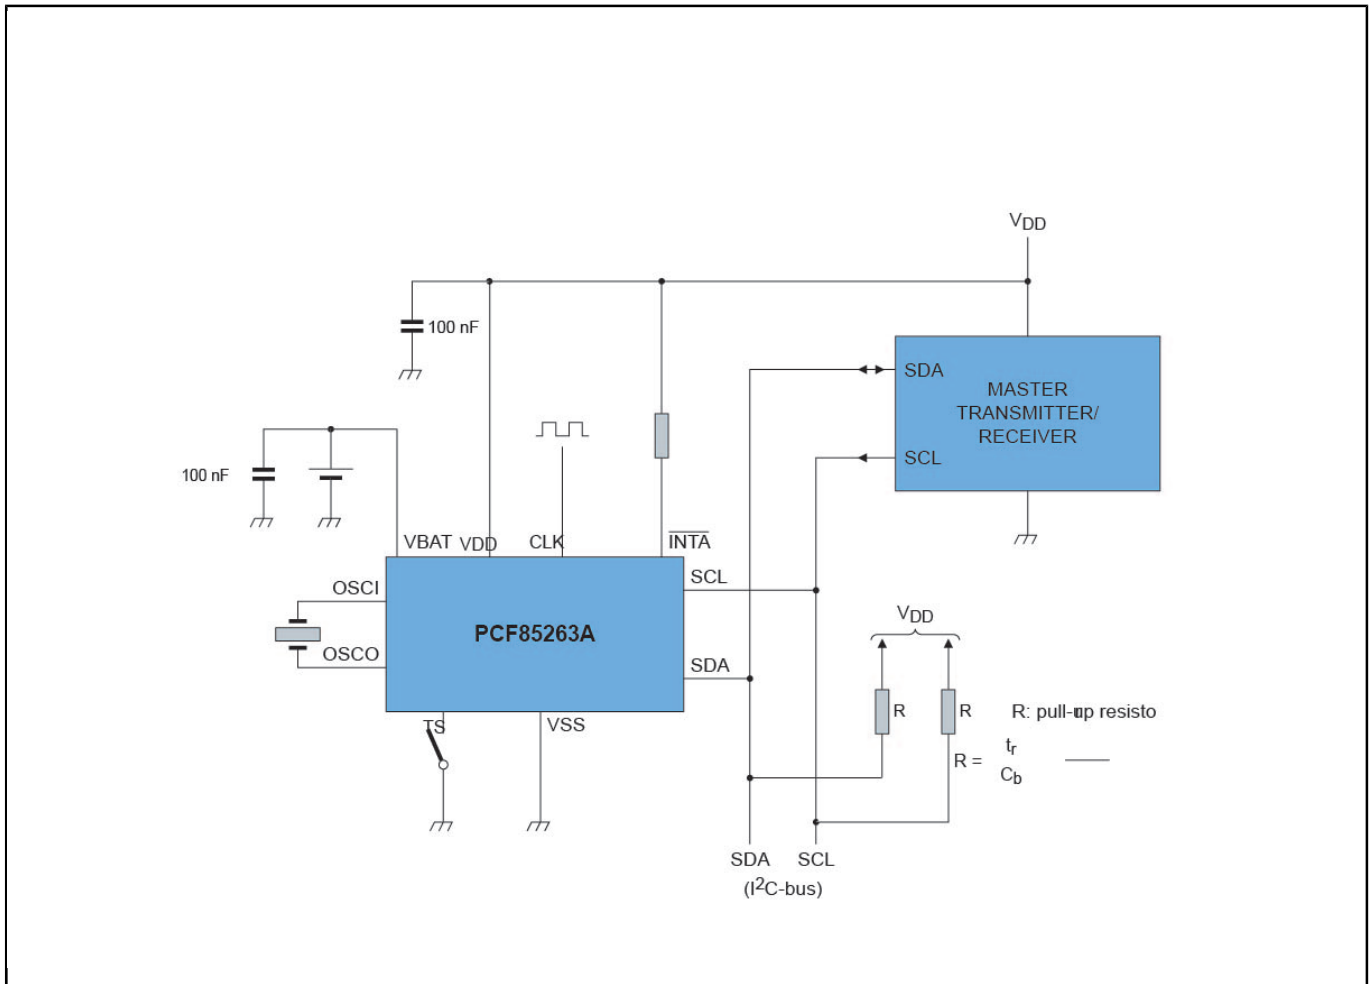 VDD
100 nF
SDA
MASTER
TRANSMITTER/
RECEIVER
SCL
100 nF
VBAT
VDD
CLK
INTA
OSCI
SCL
PCF85263A
OSCO
SDA
TS
VSS
VDD
R
R
R: pull-up resisto
R =
tr
Cb
SDA SCL
(I2C-bus)